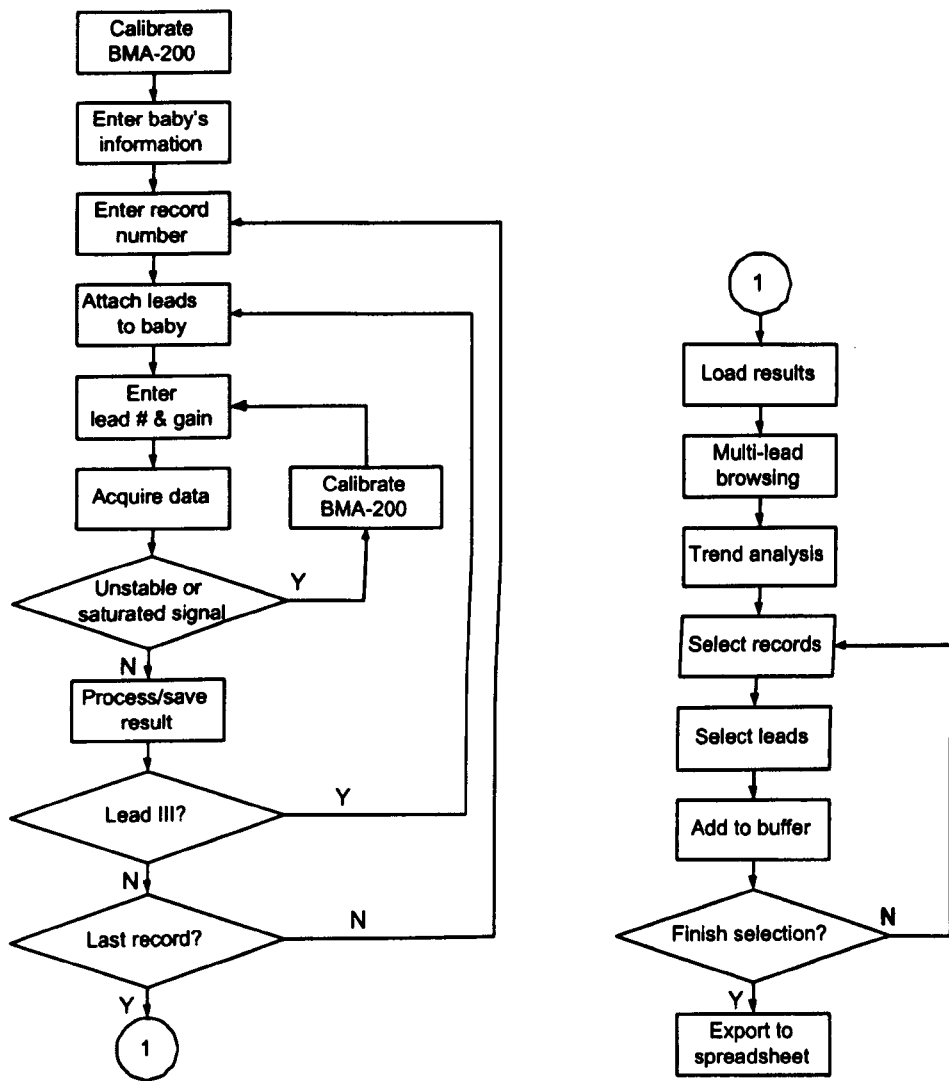 Calibrate
BMA-200
Enter baby's
information
Enter record
number
Attach leads
to baby
Enter
lead # & gain
Acquire data
Calibrate
BMA-200
Unstable or
saturated signal
Y
N
Process/save
result
Lead III?
Y
N
Last record?
N
Y
1
1
Load results
Multi-lead
browsing
Trend analysis
Select records
Select leads
Add to buffer
Finish selection?
N
Y
Export to
spreadsheet